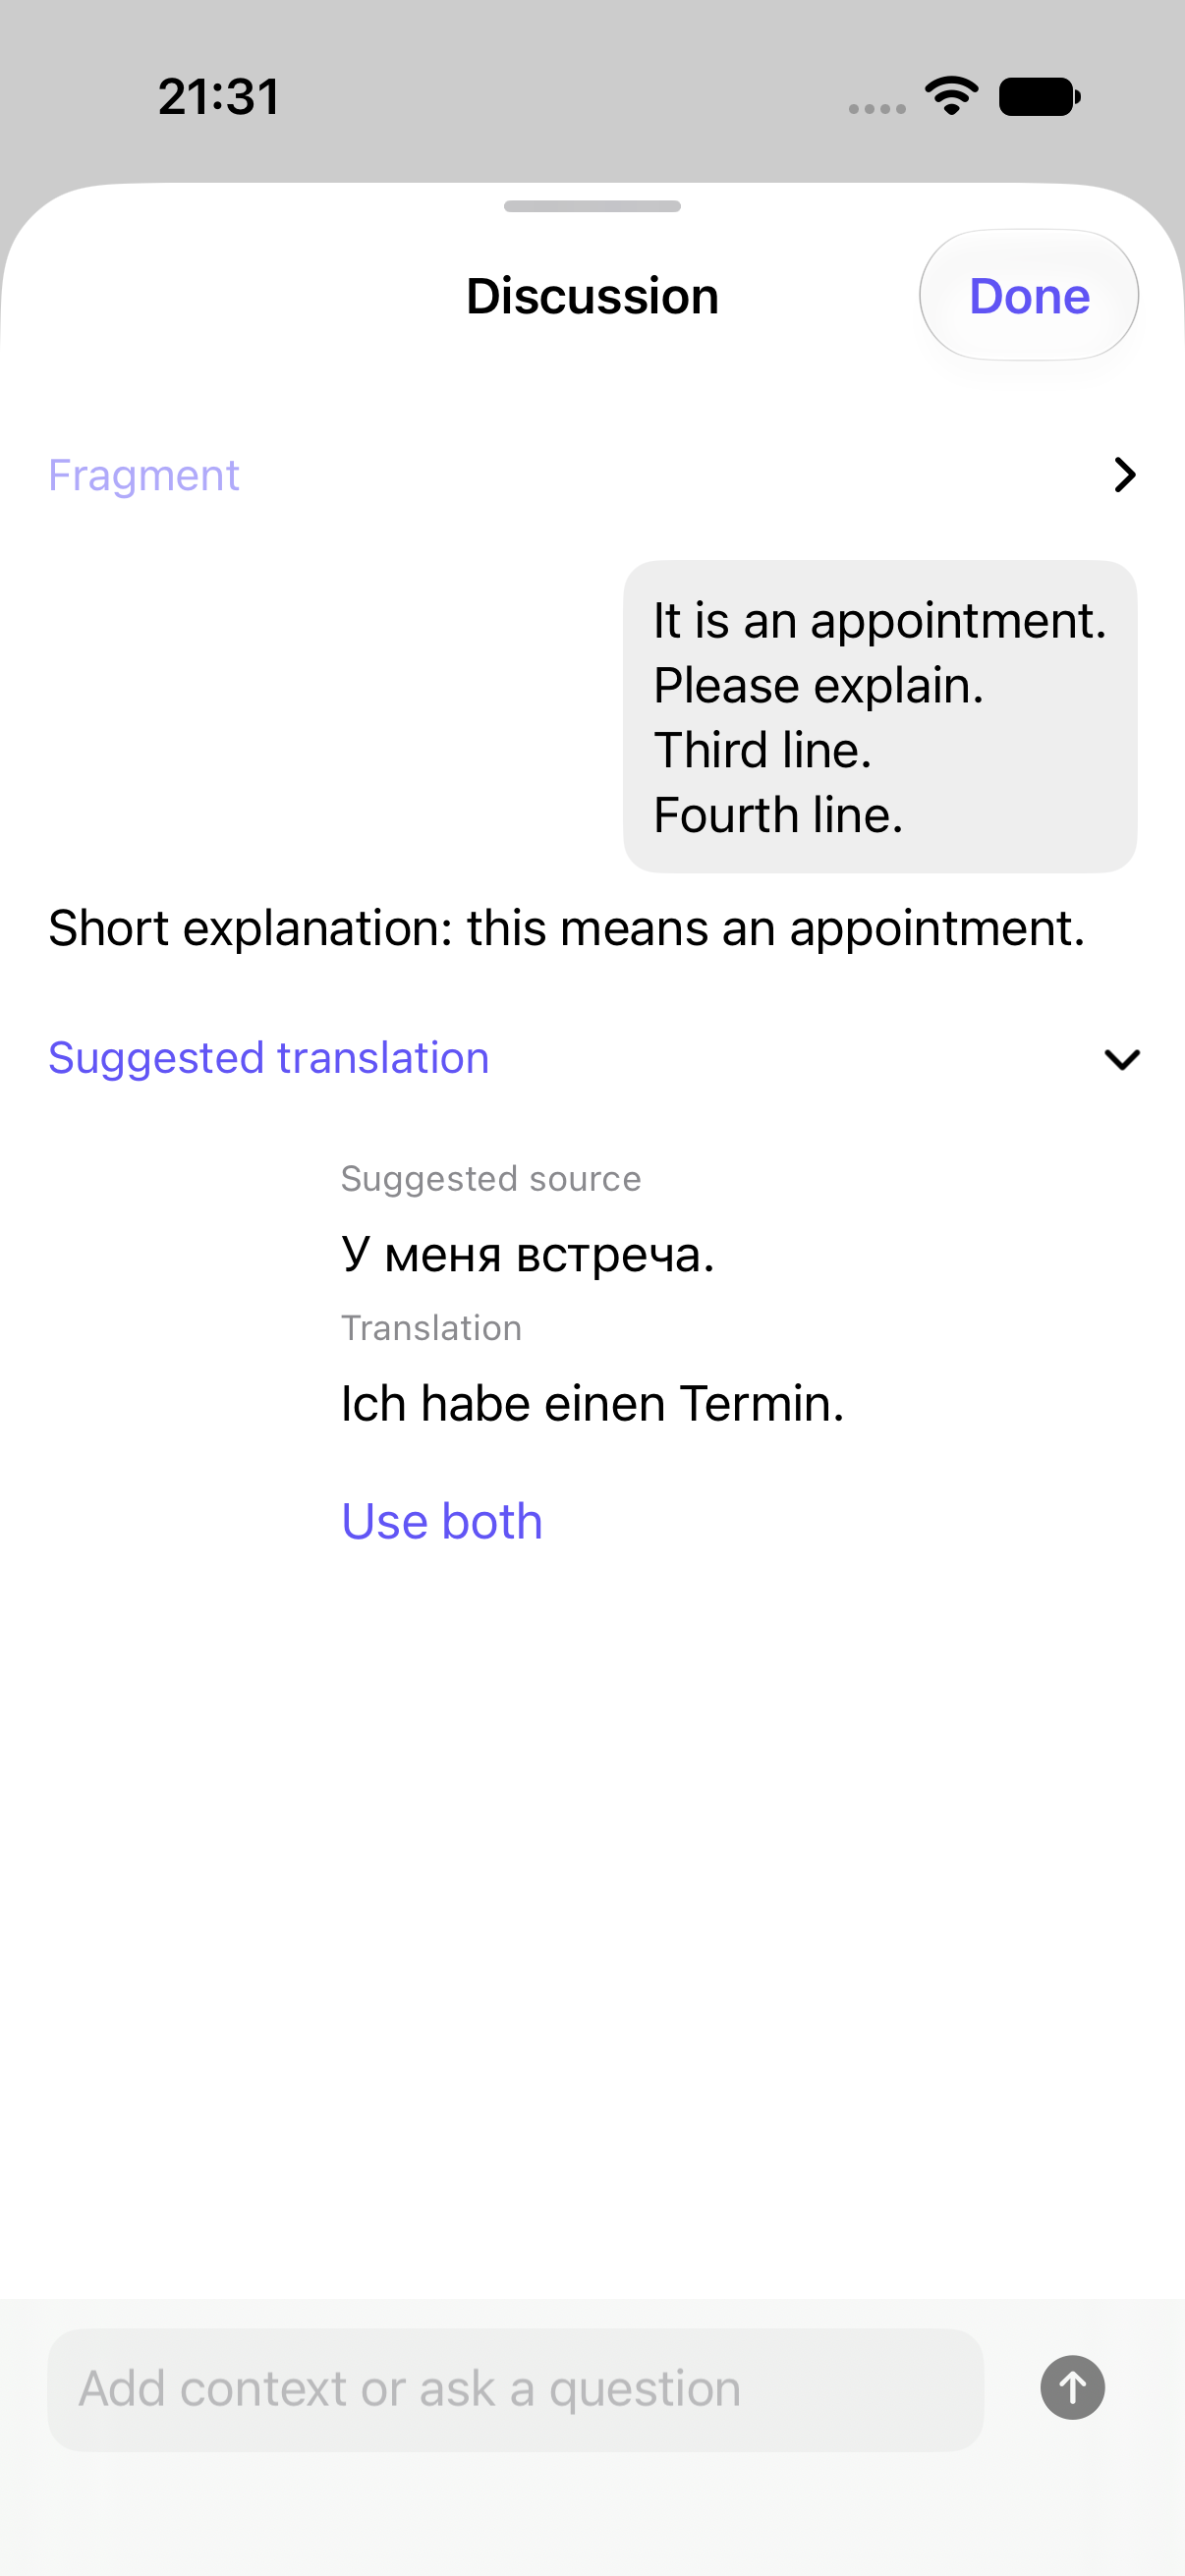 21:31
Discussion
Done
Fragment
It is an appointment.
Please explain.
Third line.
Fourth line.
Short explanation: this means an appointment.
Suggested translation
Suggested source
У меня встреча.
Translation
Ich habe einen Termin.
Use both
Add context or ask a question